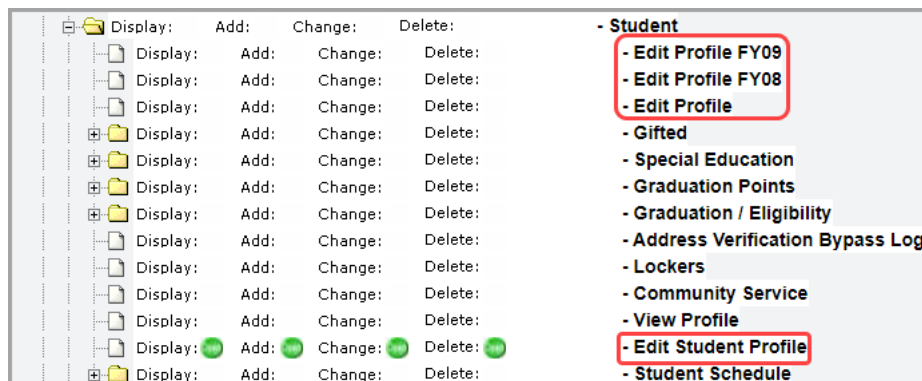 Display: Add: Change: Delete: - Student
Display: Add: Change: Delete: - Edit Profile FY09
Display: Add: Change: Delete: - Edit Profile FY08
Display: Add: Change: Delete: - Edit Profile
Display: Add: Change: Delete: - Gifted
Display: Add: Change: Delete: - Special Education
Display: Add: Change: Delete: - Graduation Points
Display: Add: Change: Delete: - Graduation / Eligibility
Display: Add: Change: Delete: - Address Verification Bypass Log
Display: Add: Change: Delete: - Lockers
Display: Add: Change: Delete: - Community Service
Display: Add: Change: Delete: - View Profile
Display: Add: Change: Delete: - Edit Student Profile
Display: Add: Change: Delete: - Student Schedule